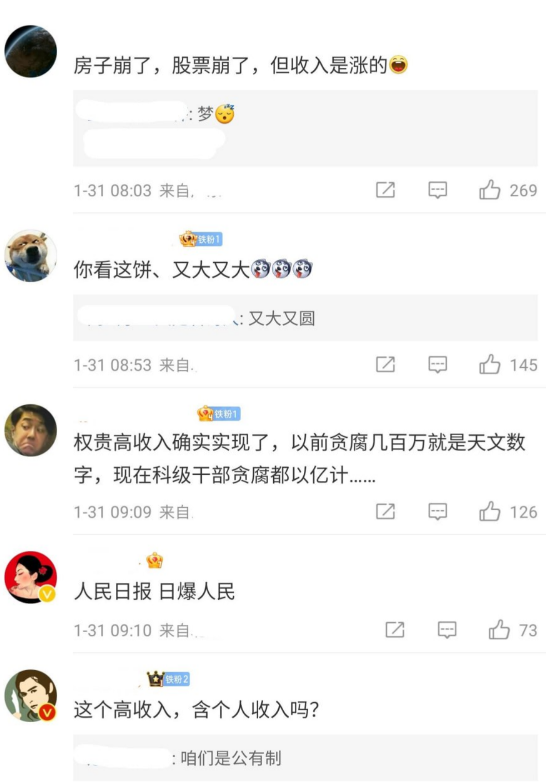 房子崩了，股票崩了，但收入是涨的
: 梦
1-31 08:03 来自
269
铁粉1
你看这饼、又大又大
: 又大又圆
1-31 08:53 来自
145
铁粉1
权贵高收入确实实现了，以前贪腐几百万就是天文数
字，现在科级干部贪腐都以亿计……
1-31 09:09 来自
126
人民日报 日爆人民
1-31 09:10 来自
73
铁粉2
这个高收入，含个人收入吗？
: 咱们是公有制